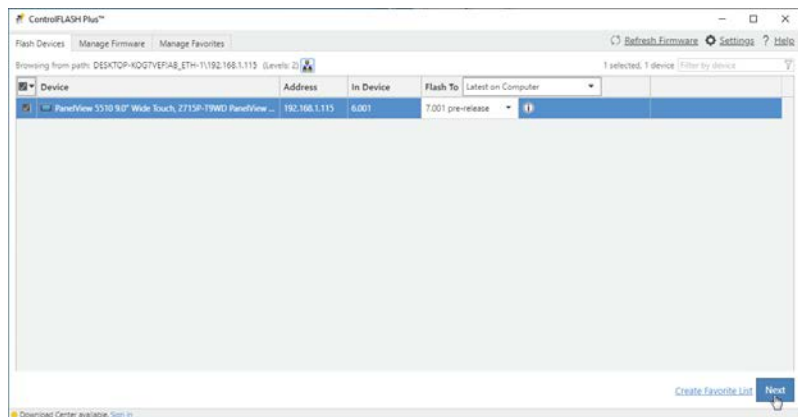 ControlFLASH Plus™
Flash Devices Manage Firmware Manage Favorites Refresh Firmware Settings ? Help
Browsing from path: DESKTOP-KOG7VEF!AB_ETH-1\192.168.1.115 (Levels: 2) 1 selected, 1 device Filter by device
Device Address In Device Flash To Latest on Computer
PanelView 5510 9.0" Wide Touch, 2715P-T9WD PanelView ... 192.168.1.115 6.001 7.001 pre-release
Create Favorite List Next
Download Center available. Sign in